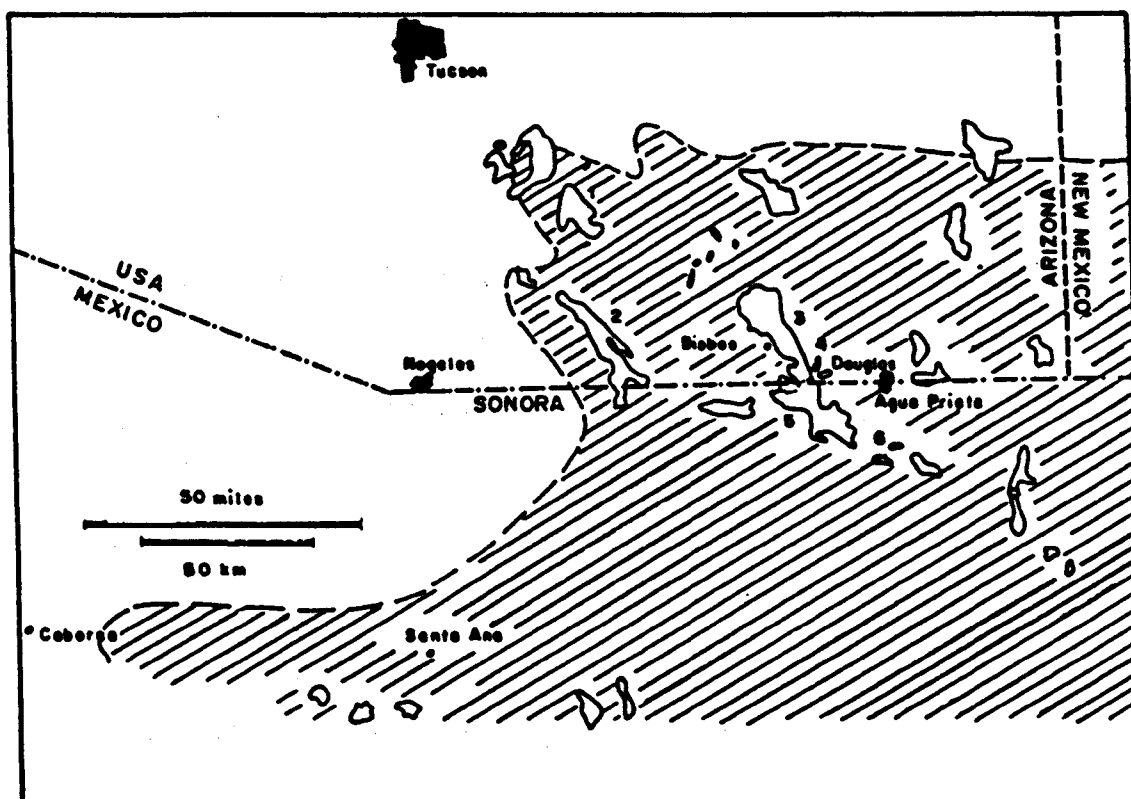 Tucson
ARIZONA
NEW MEXICO
USA
MEXICO
2
3
4
Bisbee
Douglas
Nogales
SONORA
Agua Prieta
5
6
50 miles
50 km
Caborca
Santa Ana